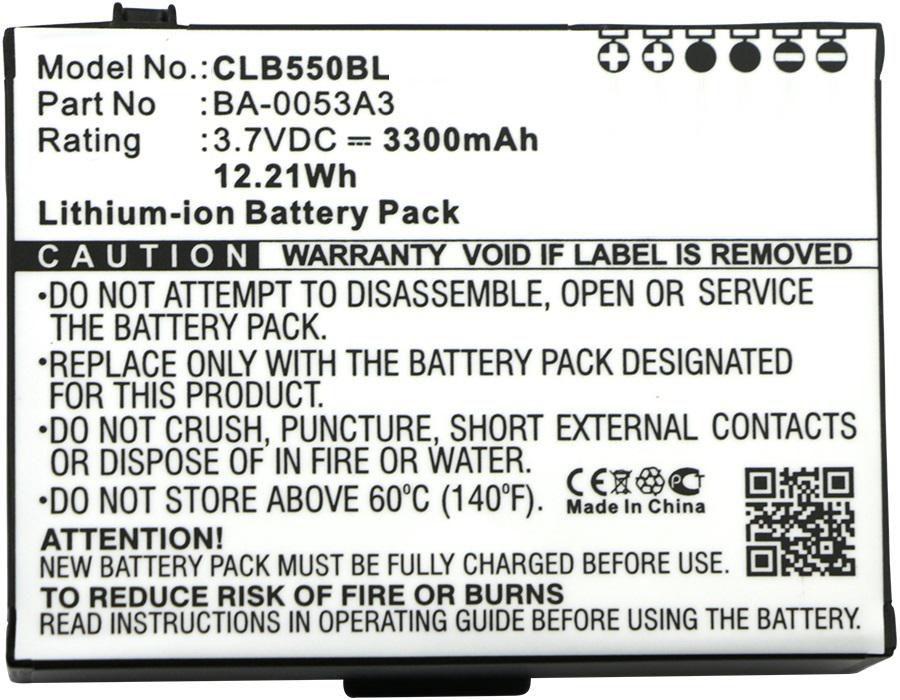 Model No.:CLB550BL
Part No :BA-0053A3
Rating :3.7VDC ⎓ 3300mAh
12.21Wh
Lithium-ion Battery Pack
CAUTION WARRANTY VOID IF LABEL IS REMOVED
•DO NOT ATTEMPT TO DISASSEMBLE, OPEN OR SERVICE
THE BATTERY PACK.
•REPLACE ONLY WITH THE BATTERY PACK DESIGNATED
FOR THIS PRODUCT.
•DO NOT CRUSH, PUNCTURE, SHORT EXTERNAL CONTACTS
OR DISPOSE OF IN FIRE OR WATER.
•DO NOT STORE ABOVE 60°C (140°F).
CE PCT
Made In China
ATTENTION!
NEW BATTERY PACK MUST BE FULLY CHARGED BEFORE USE.
TO REDUCE RISK OF FIRE OR BURNS
READ INSTRUCTIONS IN OPERATING GUIDE BEFORE USING THE BATTERY.